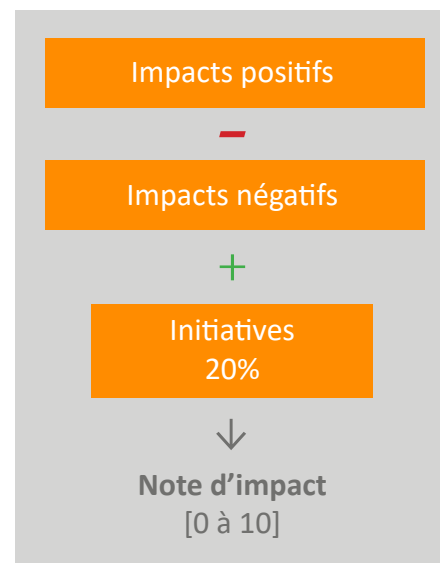 Impacts positifs
-
Impacts négatifs
+
Initiatives
20%
↓
Note d'impact
[0 à 10]